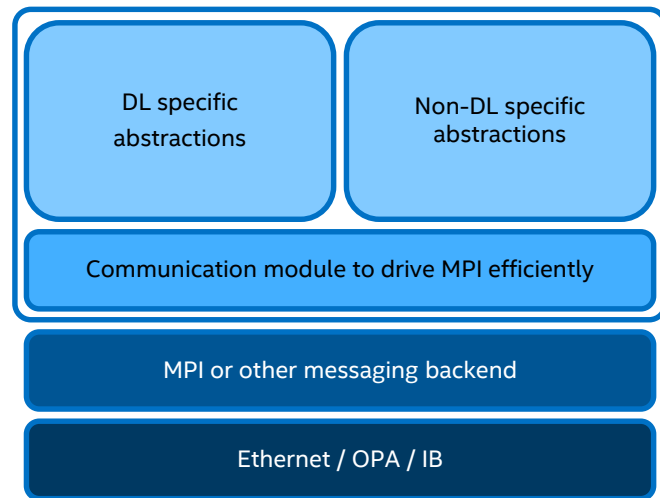 DL specific
abstractions
Non-DL specific
abstractions
Communication module to drive MPI efficiently
MPI or other messaging backend
Ethernet / OPA / IB